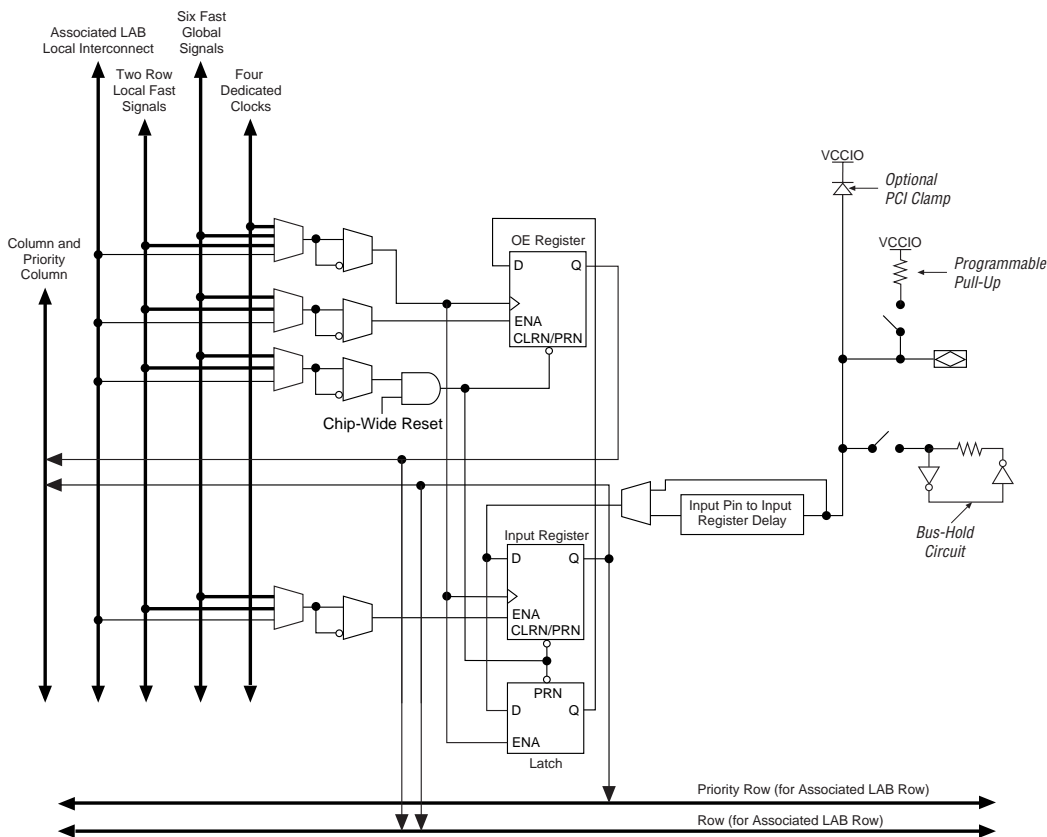 Six Fast
Global
Signals
Associated LAB
Local Interconnect
Two Row
Local Fast
Signals
Four
Dedicated
Clocks
Column and
Priority
Column
VCCIO
Optional
PCI Clamp
VCCIO
Programmable
Pull-Up
OE Register
D
Q
ENA
CLRN/PRN
Chip-Wide Reset
Input Pin to Input
Register Delay
Bus-Hold
Circuit
Input Register
D
Q
ENA
CLRN/PRN
PRN
D
Q
ENA
Latch
Priority Row (for Associated LAB Row)
Row (for Associated LAB Row)